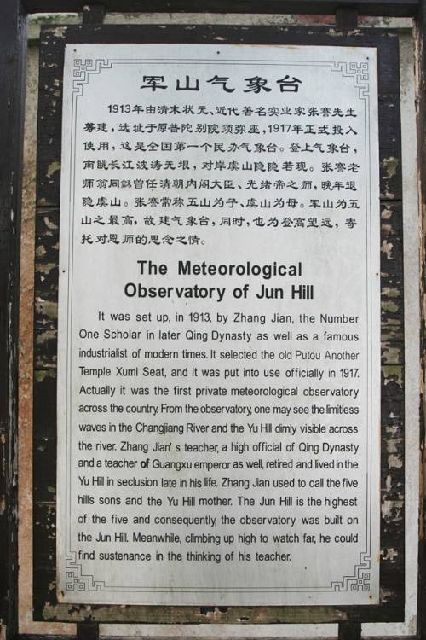 军山气象台
1913年由清末状元、近代著名实业家张謇先生
筹建，选址于原普陀别院须弥座，1917年正式投入
使用，这是全国第一个民办气象台。登上气象台，
南眺长江波涛无垠，对岸虞山隐隐若现。张謇老
师翁同龢曾任清朝内阁大臣、光绪帝之师，晚年退
隐虞山。张謇常称五山为子、虞山为母。军山为五
山之最高，故建气象台，同时，也为登高望远，寄
托对恩师的思念之情。
The Meteorological
Observatory of Jun Hill
It was set up, in 1913, by Zhang Jian, the Number
One Scholar in later Qing Dynasty as well as a famous
industrialist of modern times. It selected the old Putou Another
Temple Xumi Seat, and it was put into use officially in 1917.
Actually it was the first private meteorological observatory
across the country. From the observatory, one may see the limitless
waves in the Changjiang River and the Yu Hill dimly visible across
the river. Zhang Jian' s teacher, a high official of Qing Dynasty
and a teacher of Guangxu emperor as well, retired and lived in the
Yu Hill in seclusion late in his life. Zhang Jian used to call the five
hills sons and the Yu Hill mother. The Jun Hill is the highest
of the five and consequently the observatory was built on
the Jun Hill. Meanwhile, climbing up high to watch far, he could
find sustenance in the thinking of his teacher.